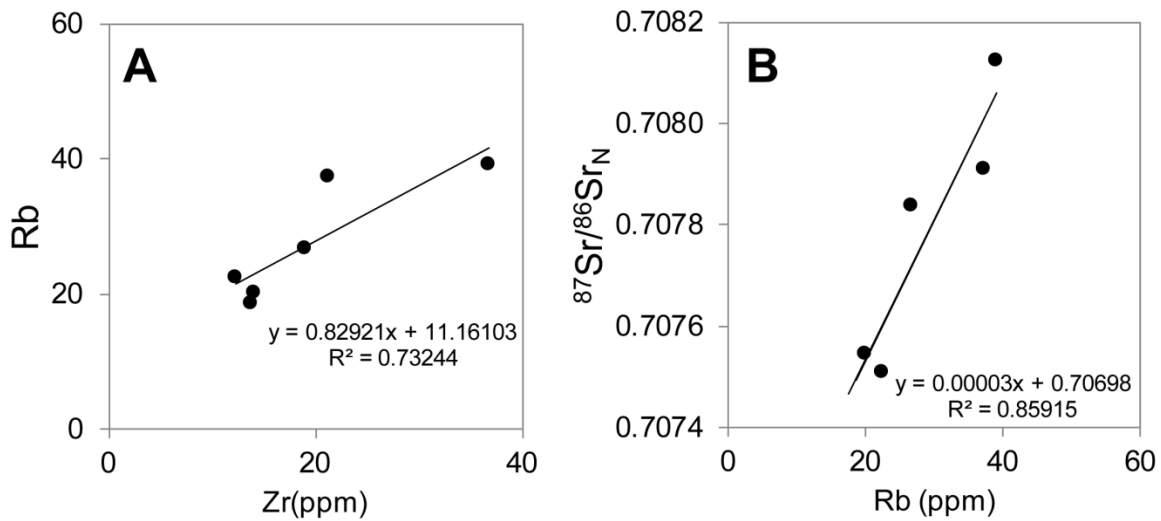 A
Rb
60
40
20
0
y = 0.82921x + 11.16103
R² = 0.73244
0 20 40
Zr(ppm)
B
⁸⁷Sr/⁸⁶Sr_N
0.7082
0.7080
0.7078
0.7076
0.7074
y = 0.00003x + 0.70698
R² = 0.85915
0 20 40 60
Rb (ppm)